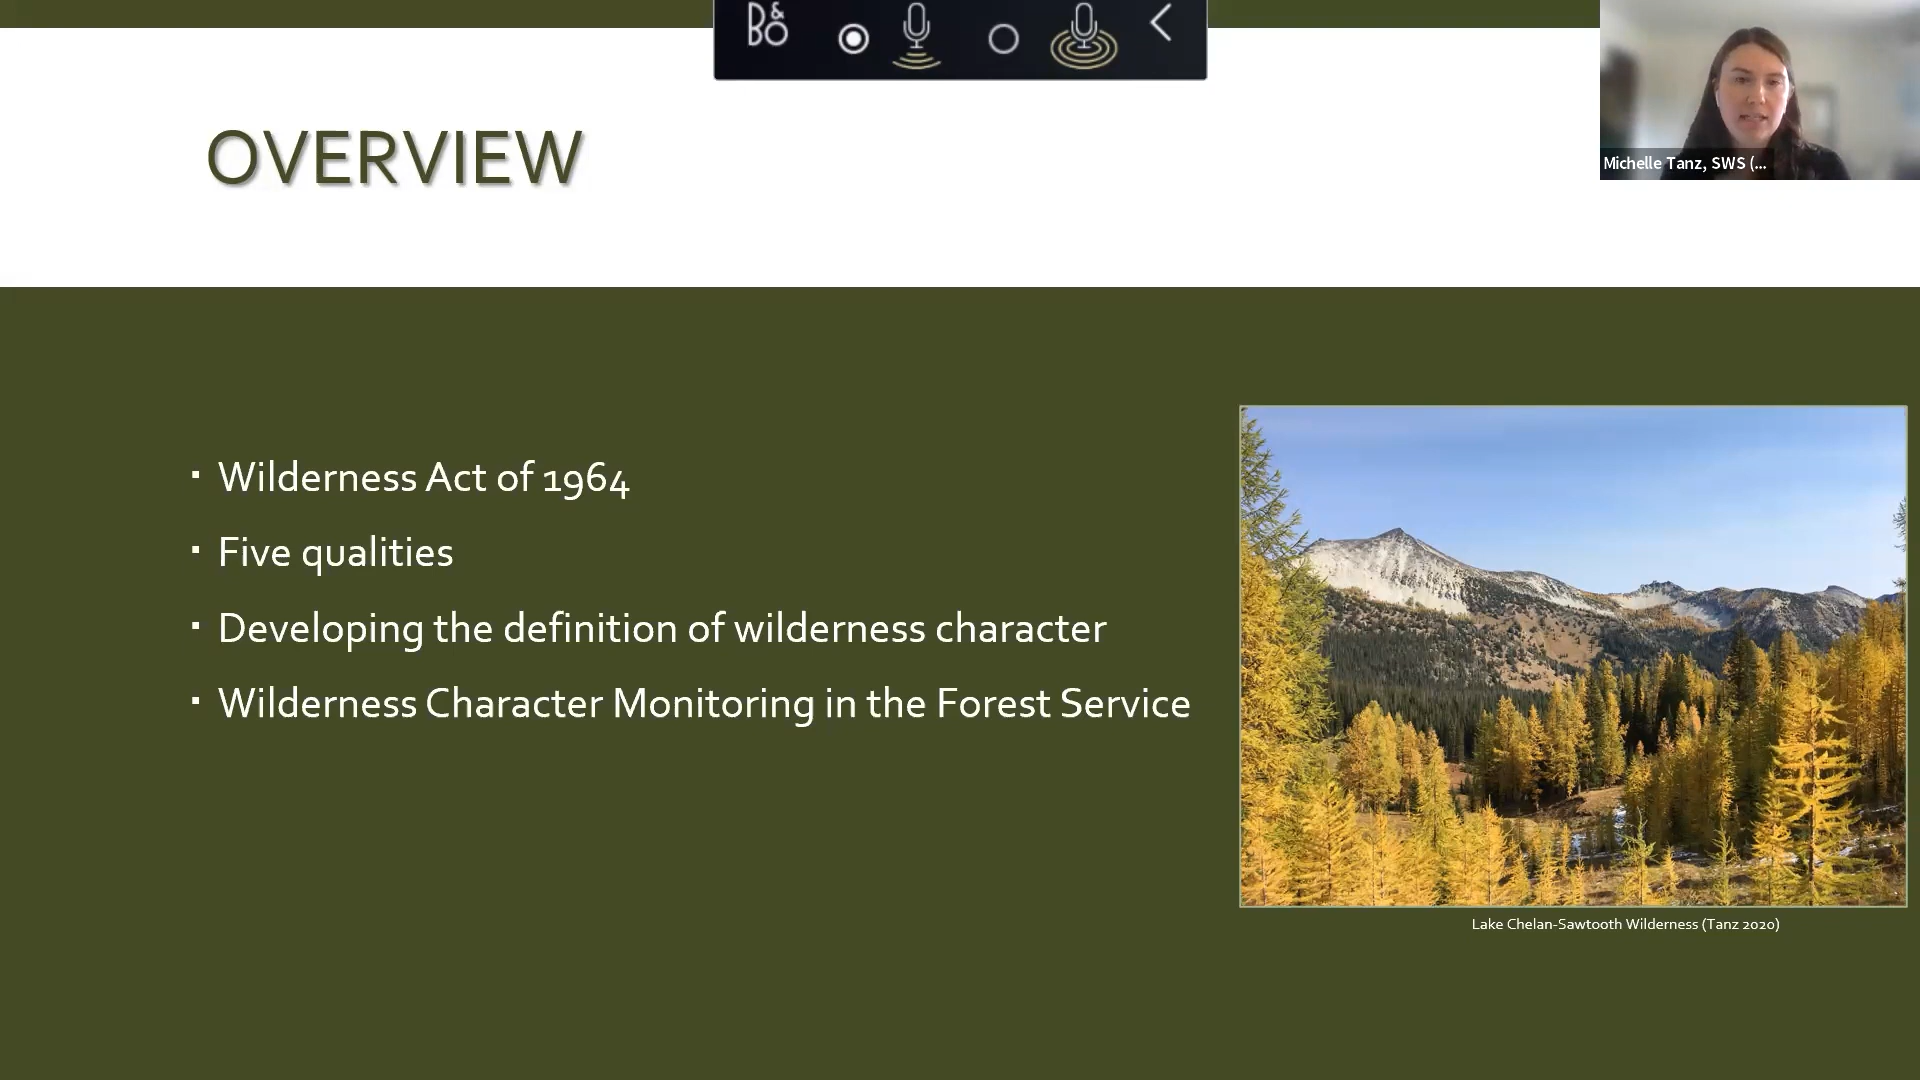 B&O
Michelle Tanz, SWS (...
OVERVIEW
Wilderness Act of 1964
Five qualities
Developing the definition of wilderness character
Wilderness Character Monitoring in the Forest Service
Lake Chelan-Sawtooth Wilderness (Tanz 2020)